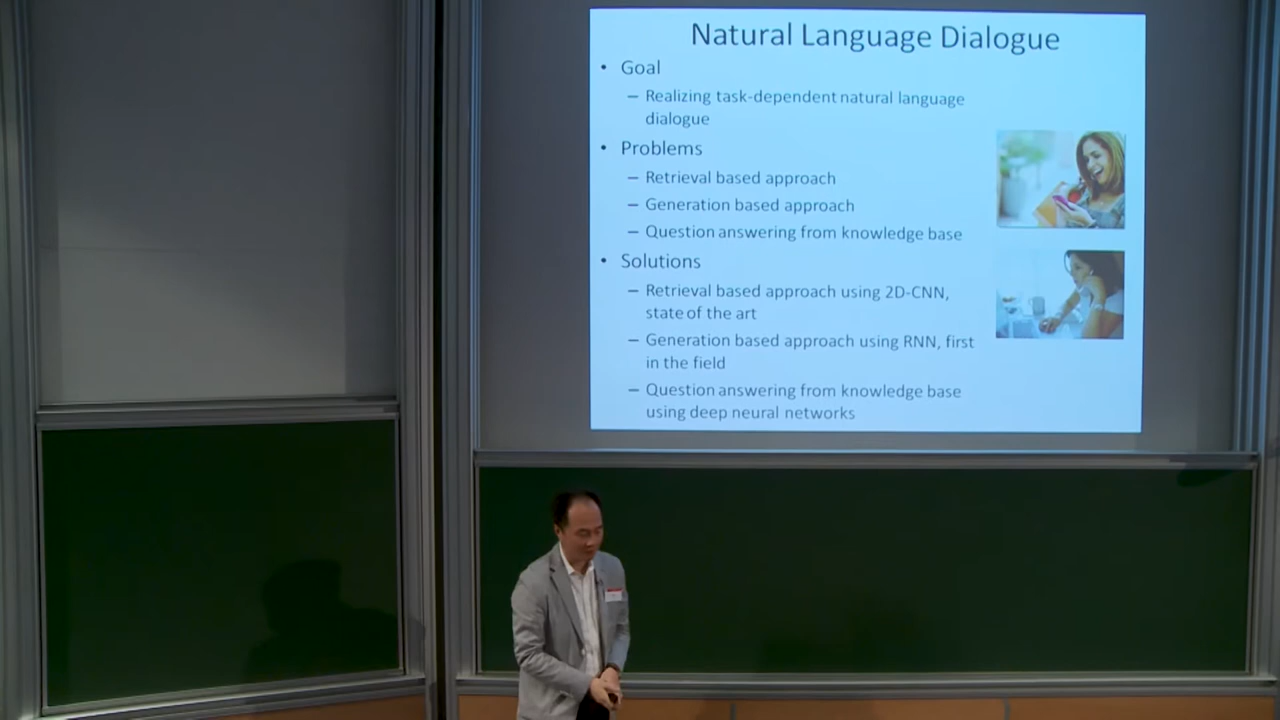 Natural Language Dialogue
• Goal
– Realizing task-dependent natural language
dialogue
• Problems
– Retrieval based approach
– Generation based approach
– Question answering from knowledge base
• Solutions
– Retrieval based approach using 2D-CNN,
state of the art
– Generation based approach using RNN, first
in the field
– Question answering from knowledge base
using deep neural networks